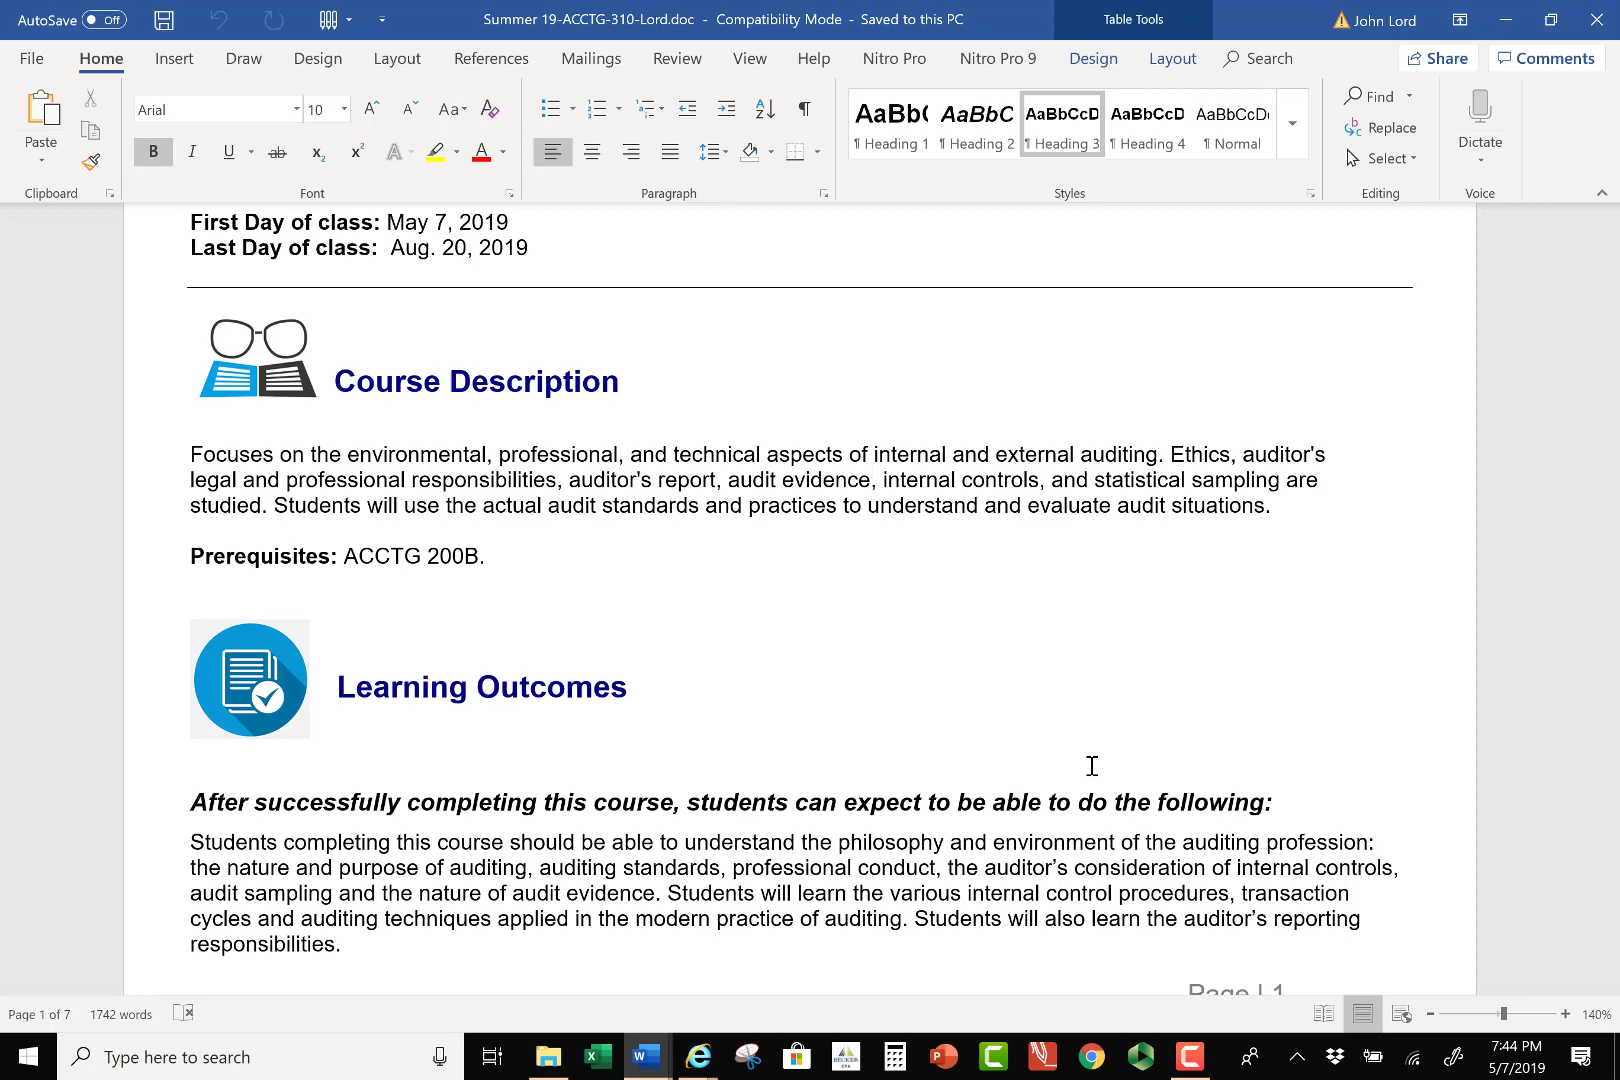 AutoSave Off Summer 19-ACCTG-310-Lord.doc - Compatibility Mode - Saved to this PC Table Tools John Lord
File Home Insert Draw Design Layout References Mailings Review View Help Nitro Pro Nitro Pro 9 Design Layout Search Share Comments
Paste Arial 10 A A Aa A
B I U ab x2 x2 A A
AaBb( AaBbC AaBbCcD AaBbCcD AaBbCcD
¶ Heading 1 ¶ Heading 2 ¶ Heading 3 ¶ Heading 4 ¶ Normal
Find
Replace
Select
Dictate
Clipboard Font Paragraph Styles Editing Voice
First Day of class: May 7, 2019
Last Day of class: Aug. 20, 2019
Course Description
Focuses on the environmental, professional, and technical aspects of internal and external auditing. Ethics, auditor's
legal and professional responsibilities, auditor's report, audit evidence, internal controls, and statistical sampling are
studied. Students will use the actual audit standards and practices to understand and evaluate audit situations.
Prerequisites: ACCTG 200B.
Learning Outcomes
After successfully completing this course, students can expect to be able to do the following:
Students completing this course should be able to understand the philosophy and environment of the auditing profession:
the nature and purpose of auditing, auditing standards, professional conduct, the auditor’s consideration of internal controls,
audit sampling and the nature of audit evidence. Students will learn the various internal control procedures, transaction
cycles and auditing techniques applied in the modern practice of auditing. Students will also learn the auditor’s reporting
responsibilities.
Page | 1
Page 1 of 7 1742 words 140%
Type here to search
BECKER
7:44 PM
5/7/2019